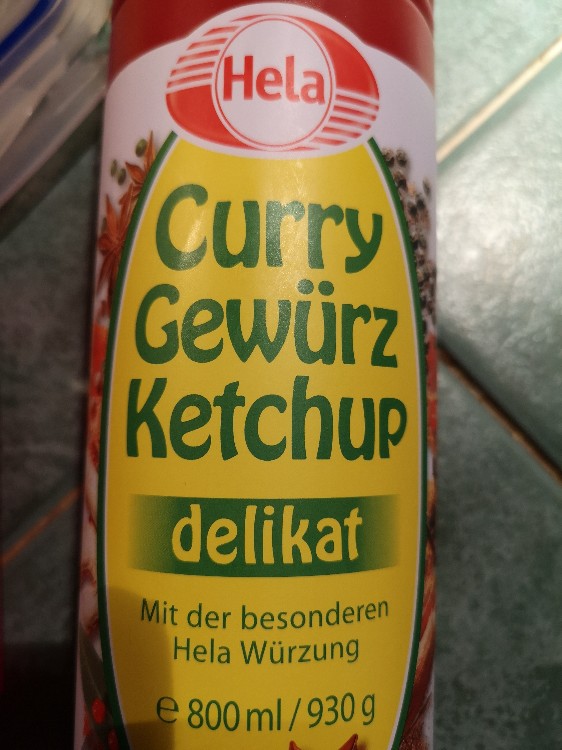 Hela
Curry
Gewürz
Ketchup
delikat
Mit der besonderen
Hela Würzung
℮ 800 ml / 930 g